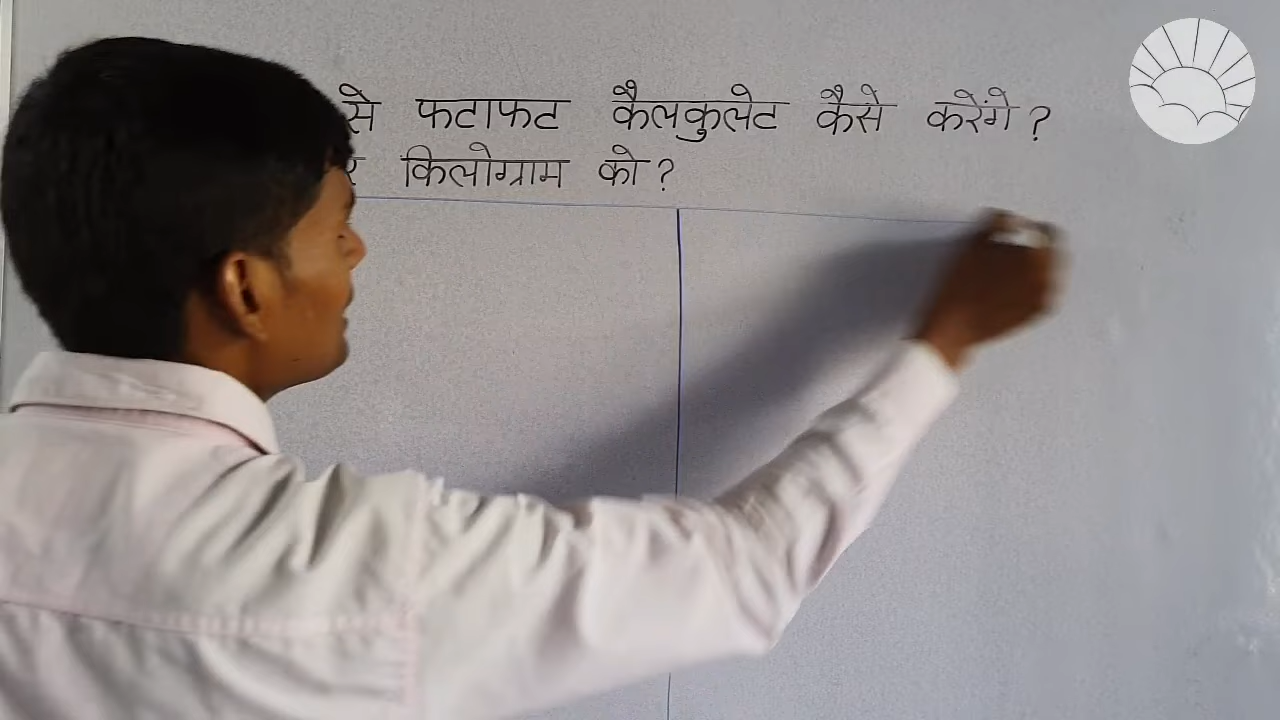 से फटाफट कैलकुलेट कैसे करेंगे ?
किलोग्राम को ?